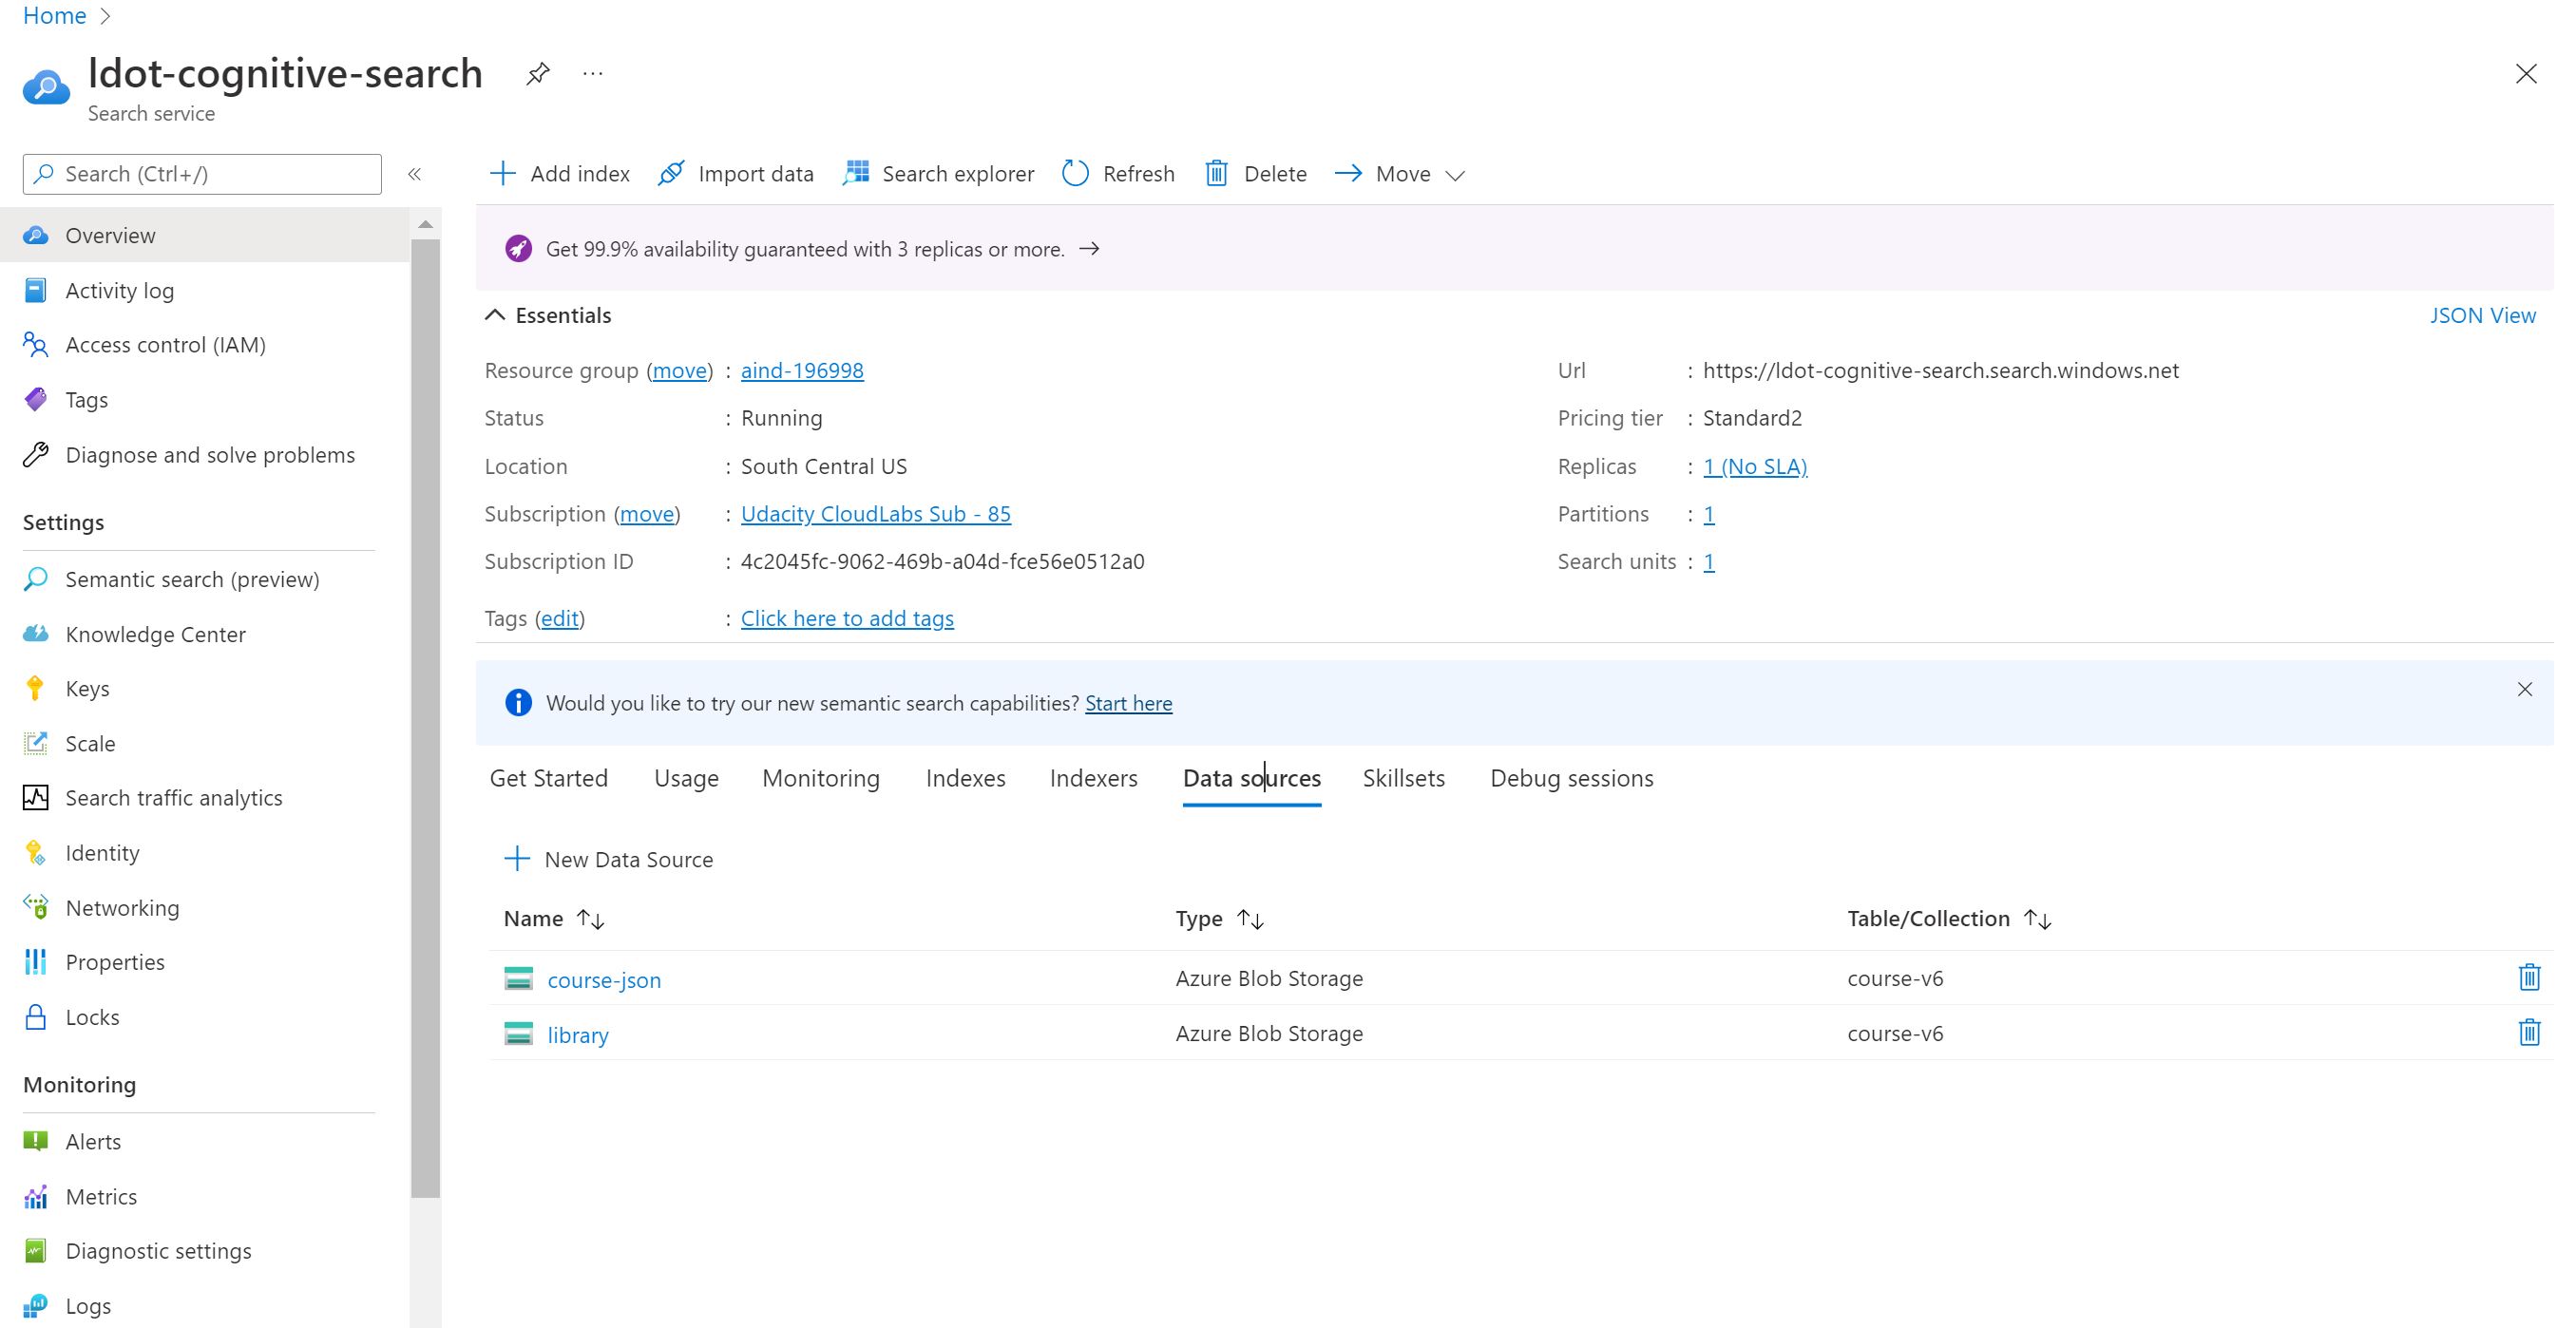 Home
ldot-cognitive-search
Search service
Search (Ctrl+/)
Overview
Activity log
Access control (IAM)
Tags
Diagnose and solve problems
Settings
Semantic search (preview)
Knowledge Center
Keys
Scale
Search traffic analytics
Identity
Networking
Properties
Locks
Monitoring
Alerts
Metrics
Diagnostic settings
Logs
Add index Import data Search explorer Refresh Delete Move
Get 99.9% availability guaranteed with 3 replicas or more.
Essentials JSON View
Resource group (move) : aind-196998
Status : Running
Location : South Central US
Subscription (move) : Udacity CloudLabs Sub - 85
Subscription ID : 4c2045fc-9062-469b-a04d-fce56e0512a0
Tags (edit) : Click here to add tags
Url : https://ldot-cognitive-search.search.windows.net
Pricing tier : Standard2
Replicas : 1 (No SLA)
Partitions : 1
Search units : 1
Would you like to try our new semantic search capabilities? Start here
Get Started Usage Monitoring Indexes Indexers Data sources Skillsets Debug sessions
New Data Source
Name Type Table/Collection
course-json Azure Blob Storage course-v6
library Azure Blob Storage course-v6